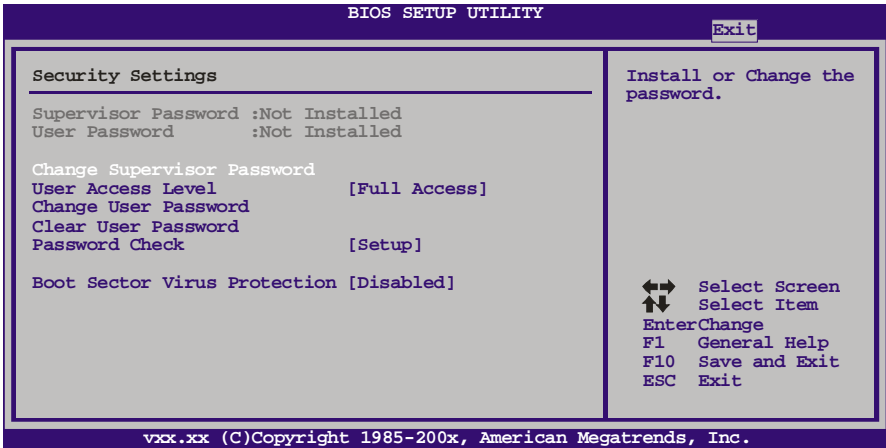 BIOS SETUP UTILITY
Exit
Security Settings
Supervisor Password :Not Installed
User Password :Not Installed
Change Supervisor Password
User Access Level [Full Access]
Change User Password
Clear User Password
Password Check [Setup]
Boot Sector Virus Protection [Disabled]
Install or Change the
password.
Select Screen
Select Item
EnterChange
F1 General Help
F10 Save and Exit
ESC Exit
vxx.xx (C)Copyright 1985-200x, American Megatrends, Inc.